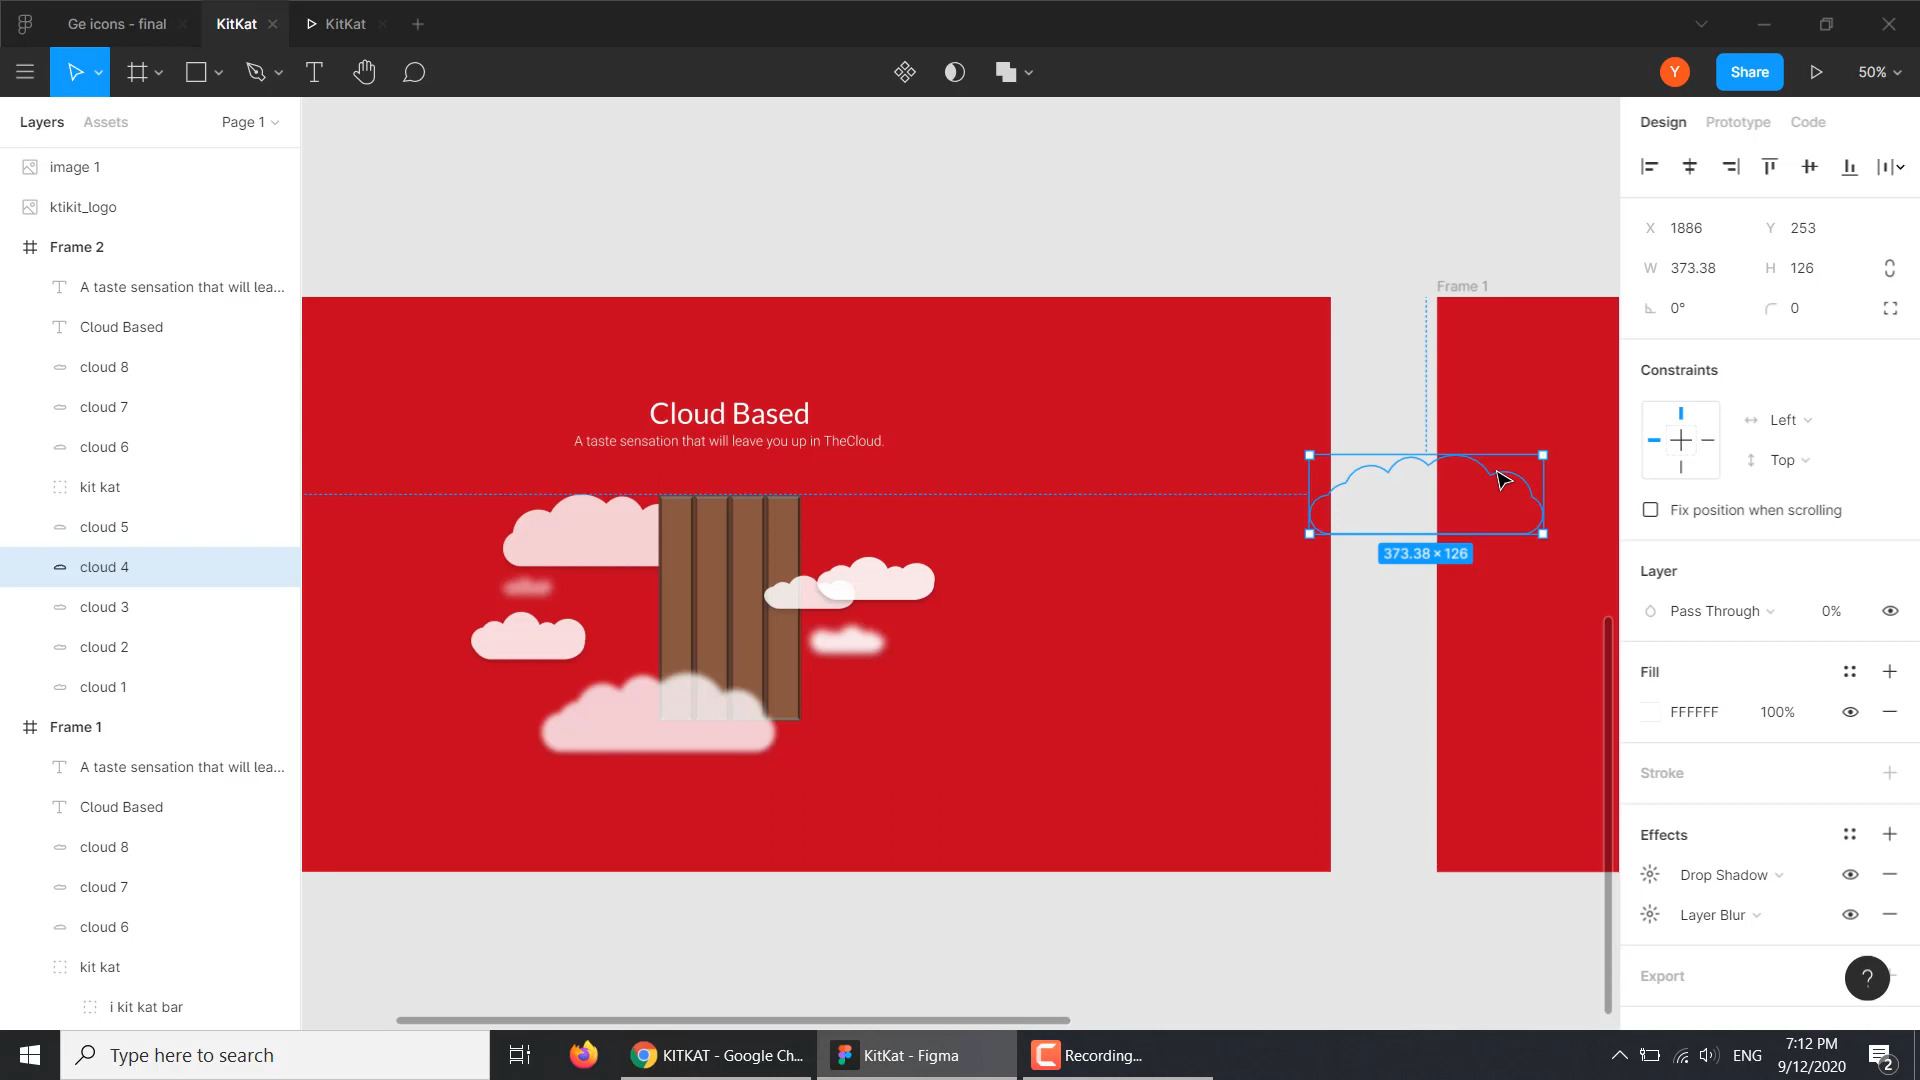 Ge icons - final
KitKat
KitKat
Y
Share
50%
Layers
Assets
Page 1
image 1
ktikit_logo
Frame 2
A taste sensation that will lea...
Cloud Based
cloud 8
cloud 7
cloud 6
kit kat
cloud 5
cloud 4
cloud 3
cloud 2
cloud 1
Frame 1
A taste sensation that will lea...
Cloud Based
cloud 8
cloud 7
cloud 6
kit kat
i kit kat bar
Frame 1
Cloud Based
A taste sensation that will leave you up in TheCloud.
373.38 × 126
Design
Prototype
Code
X 1886
Y 253
W 373.38
H 126
0°
0
Constraints
Left
Top
Fix position when scrolling
Layer
Pass Through
0%
Fill
FFFFFF
100%
Stroke
Effects
Drop Shadow
Layer Blur
Export
?
Type here to search
KITKAT - Google Ch...
KitKat - Figma
Recording...
ENG
7:12 PM
9/12/2020
2